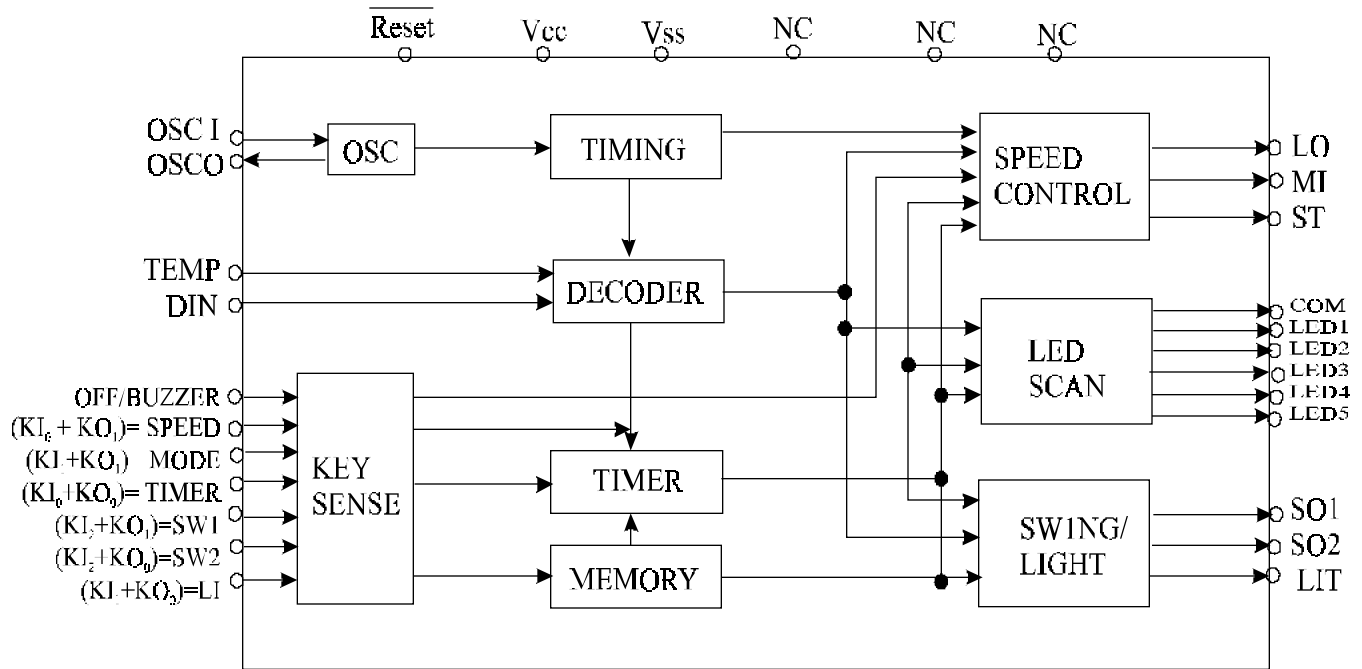 Reset Vcc Vss NC NC NC
OSC I
OSCO
OSC
TIMING
SPEED
CONTROL
LO
MI
ST
TEMP
DIN
DECODER
LED
SCAN
COM
LED1
LED2
LED3
LED4
LED5
OFF/BUZZER
(KI₀ + KO₁)= SPEED
(KI₁+KO₁) MODE
(KI₀+KO₀)= TIMER
(KI₂+KO₁)=SW1
(KI₂+KO₀)=SW2
(KI₁+KO₀)=LI
KEY
SENSE
TIMER
MEMORY
SW1NG/
LIGHT
SO1
SO2
LIT